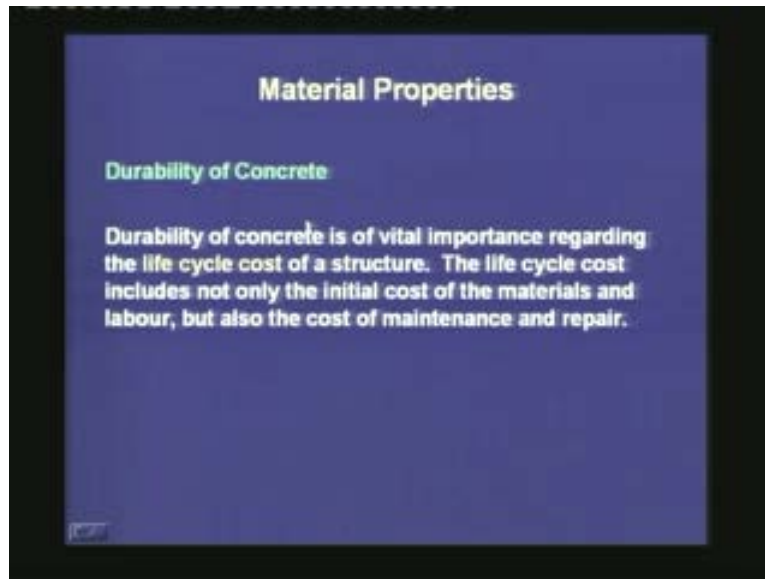 Material Properties
Durability of Concrete
Durability of concrete is of vital importance regarding
the life cycle cost of a structure. The life cycle cost
includes not only the initial cost of the materials and
labour, but also the cost of maintenance and repair.